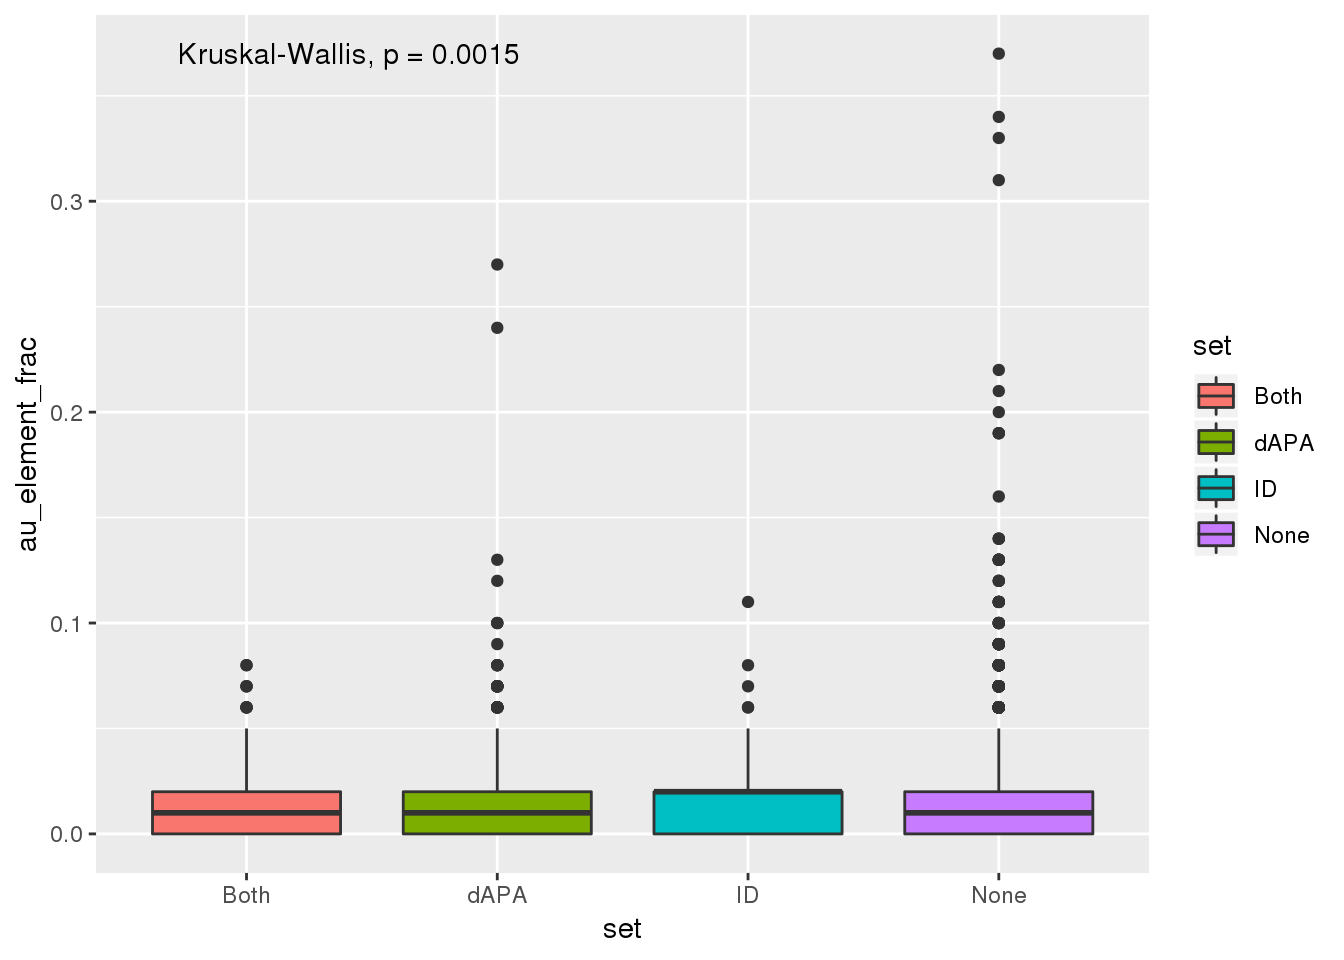 Kruskal-Wallis, p = 0.0015
au_element_frac
0.3
0.2
0.1
0.0
Both
dAPA
ID
None
set
set
Both
dAPA
ID
None